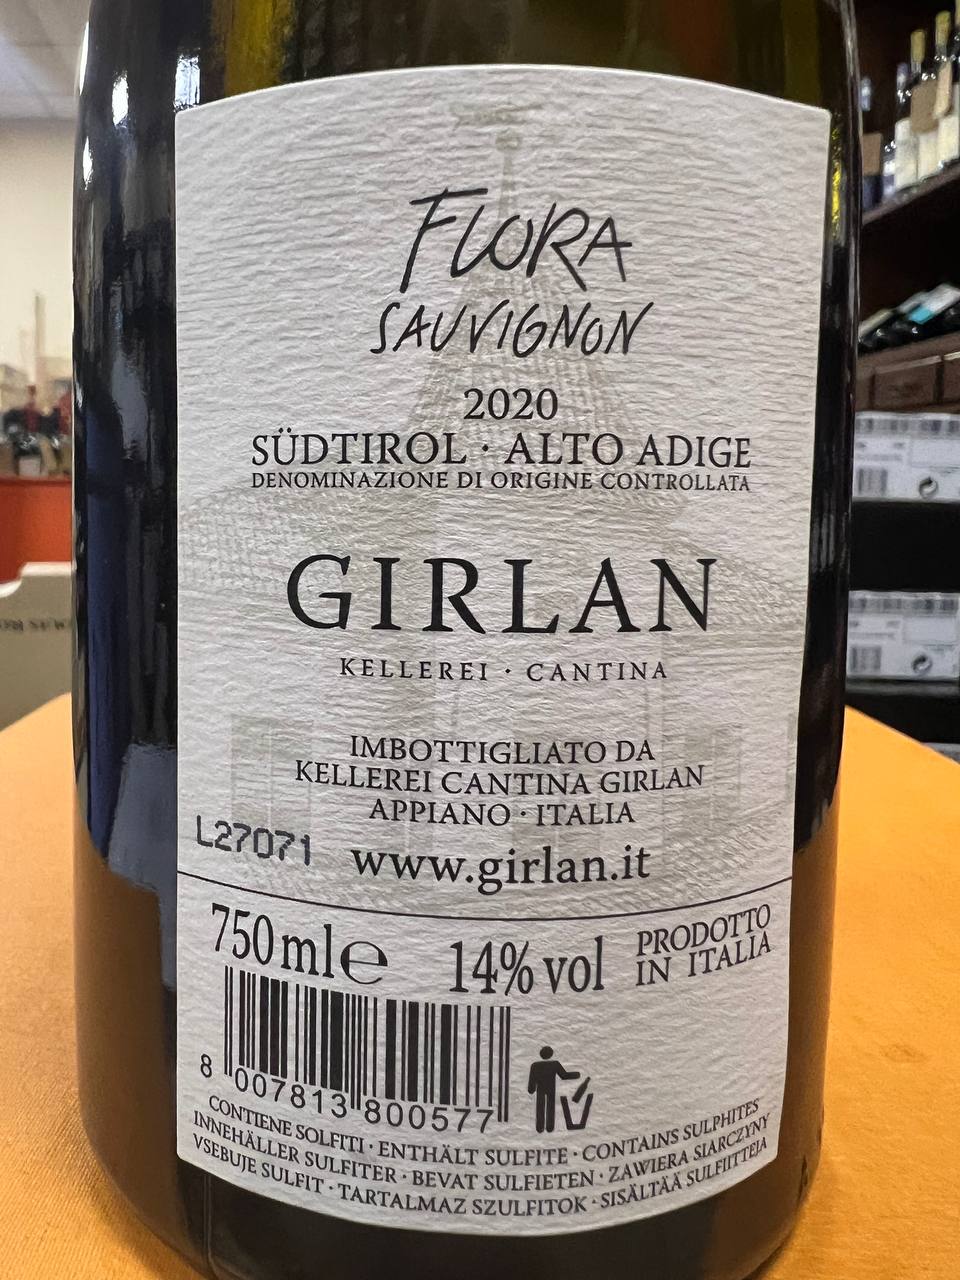 FLORA
SAUVIGNON
2020
SÜDTIROL · ALTO ADIGE
DENOMINAZIONE DI ORIGINE CONTROLLATA
GIRLAN
KELLEREI · CANTINA
IMBOTTIGLIATO DA
KELLEREI CANTINA GIRLAN
APPIANO · ITALIA
L27071
www.girlan.it
750 ml e 14% vol
PRODOTTO
IN ITALIA
8 007813 800577
CONTIENE SOLFITI · ENTHÄLT SULFITE · CONTAINS SULPHITES
INNEHÅLLER SULFITER · BEVAT SULFIETEN · ZAWIERA SIARCZYNY
VSEBUJE SULFIT · TARTALMAZ SZULFITOK · SISÄLTÄÄ SULFIITTEJA